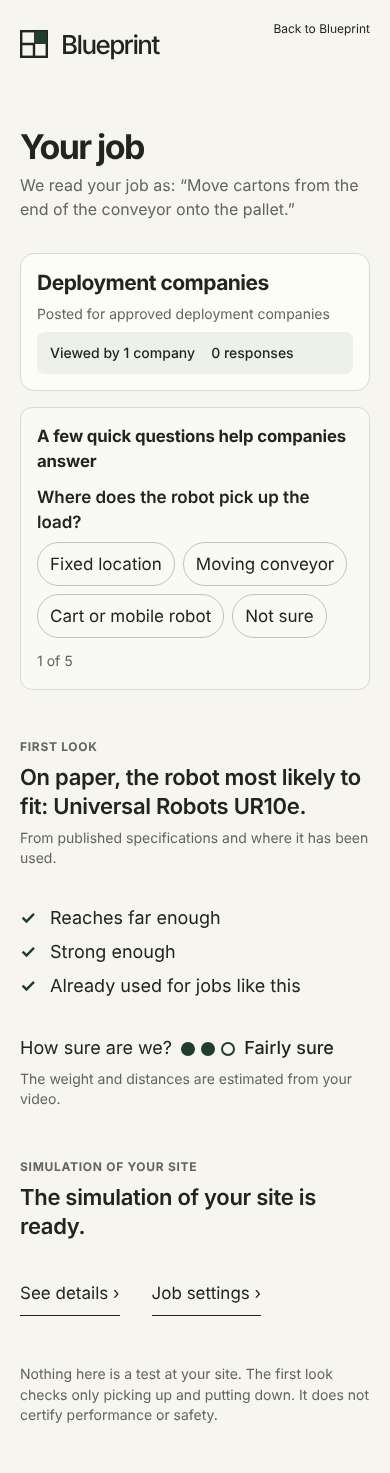 Blueprint
Back to Blueprint
Your job
We read your job as: “Move cartons from the
end of the conveyor onto the pallet.”
Deployment companies
Posted for approved deployment companies
Viewed by 1 company 0 responses
A few quick questions help companies
answer
Where does the robot pick up the
load?
Fixed location Moving conveyor
Cart or mobile robot Not sure
1 of 5
FIRST LOOK
On paper, the robot most likely to
fit: Universal Robots UR10e.
From published specifications and where it has been
used.
Reaches far enough
Strong enough
Already used for jobs like this
How sure are we? Fairly sure
The weight and distances are estimated from your
video.
SIMULATION OF YOUR SITE
The simulation of your site is
ready.
See details › Job settings ›
Nothing here is a test at your site. The first look
checks only picking up and putting down. It does not
certify performance or safety.